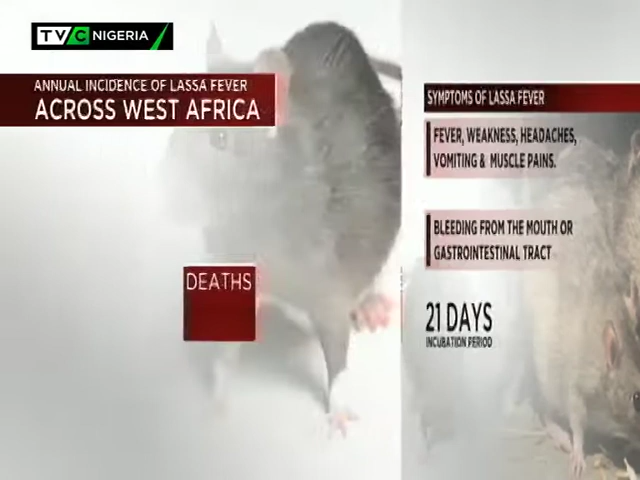 TVC NIGERIA
ANNUAL INCIDENCE OF LASSA FEVER
ACROSS WEST AFRICA
DEATHS
SYMPTOMS OF LASSA FEVER
FEVER, WEAKNESS, HEADACHES,
VOMITING & MUSCLE PAINS.
BLEEDING FROM THE MOUTH OR
GASTROINTESTINAL TRACT
21 DAYS
INCUBATION PERIOD